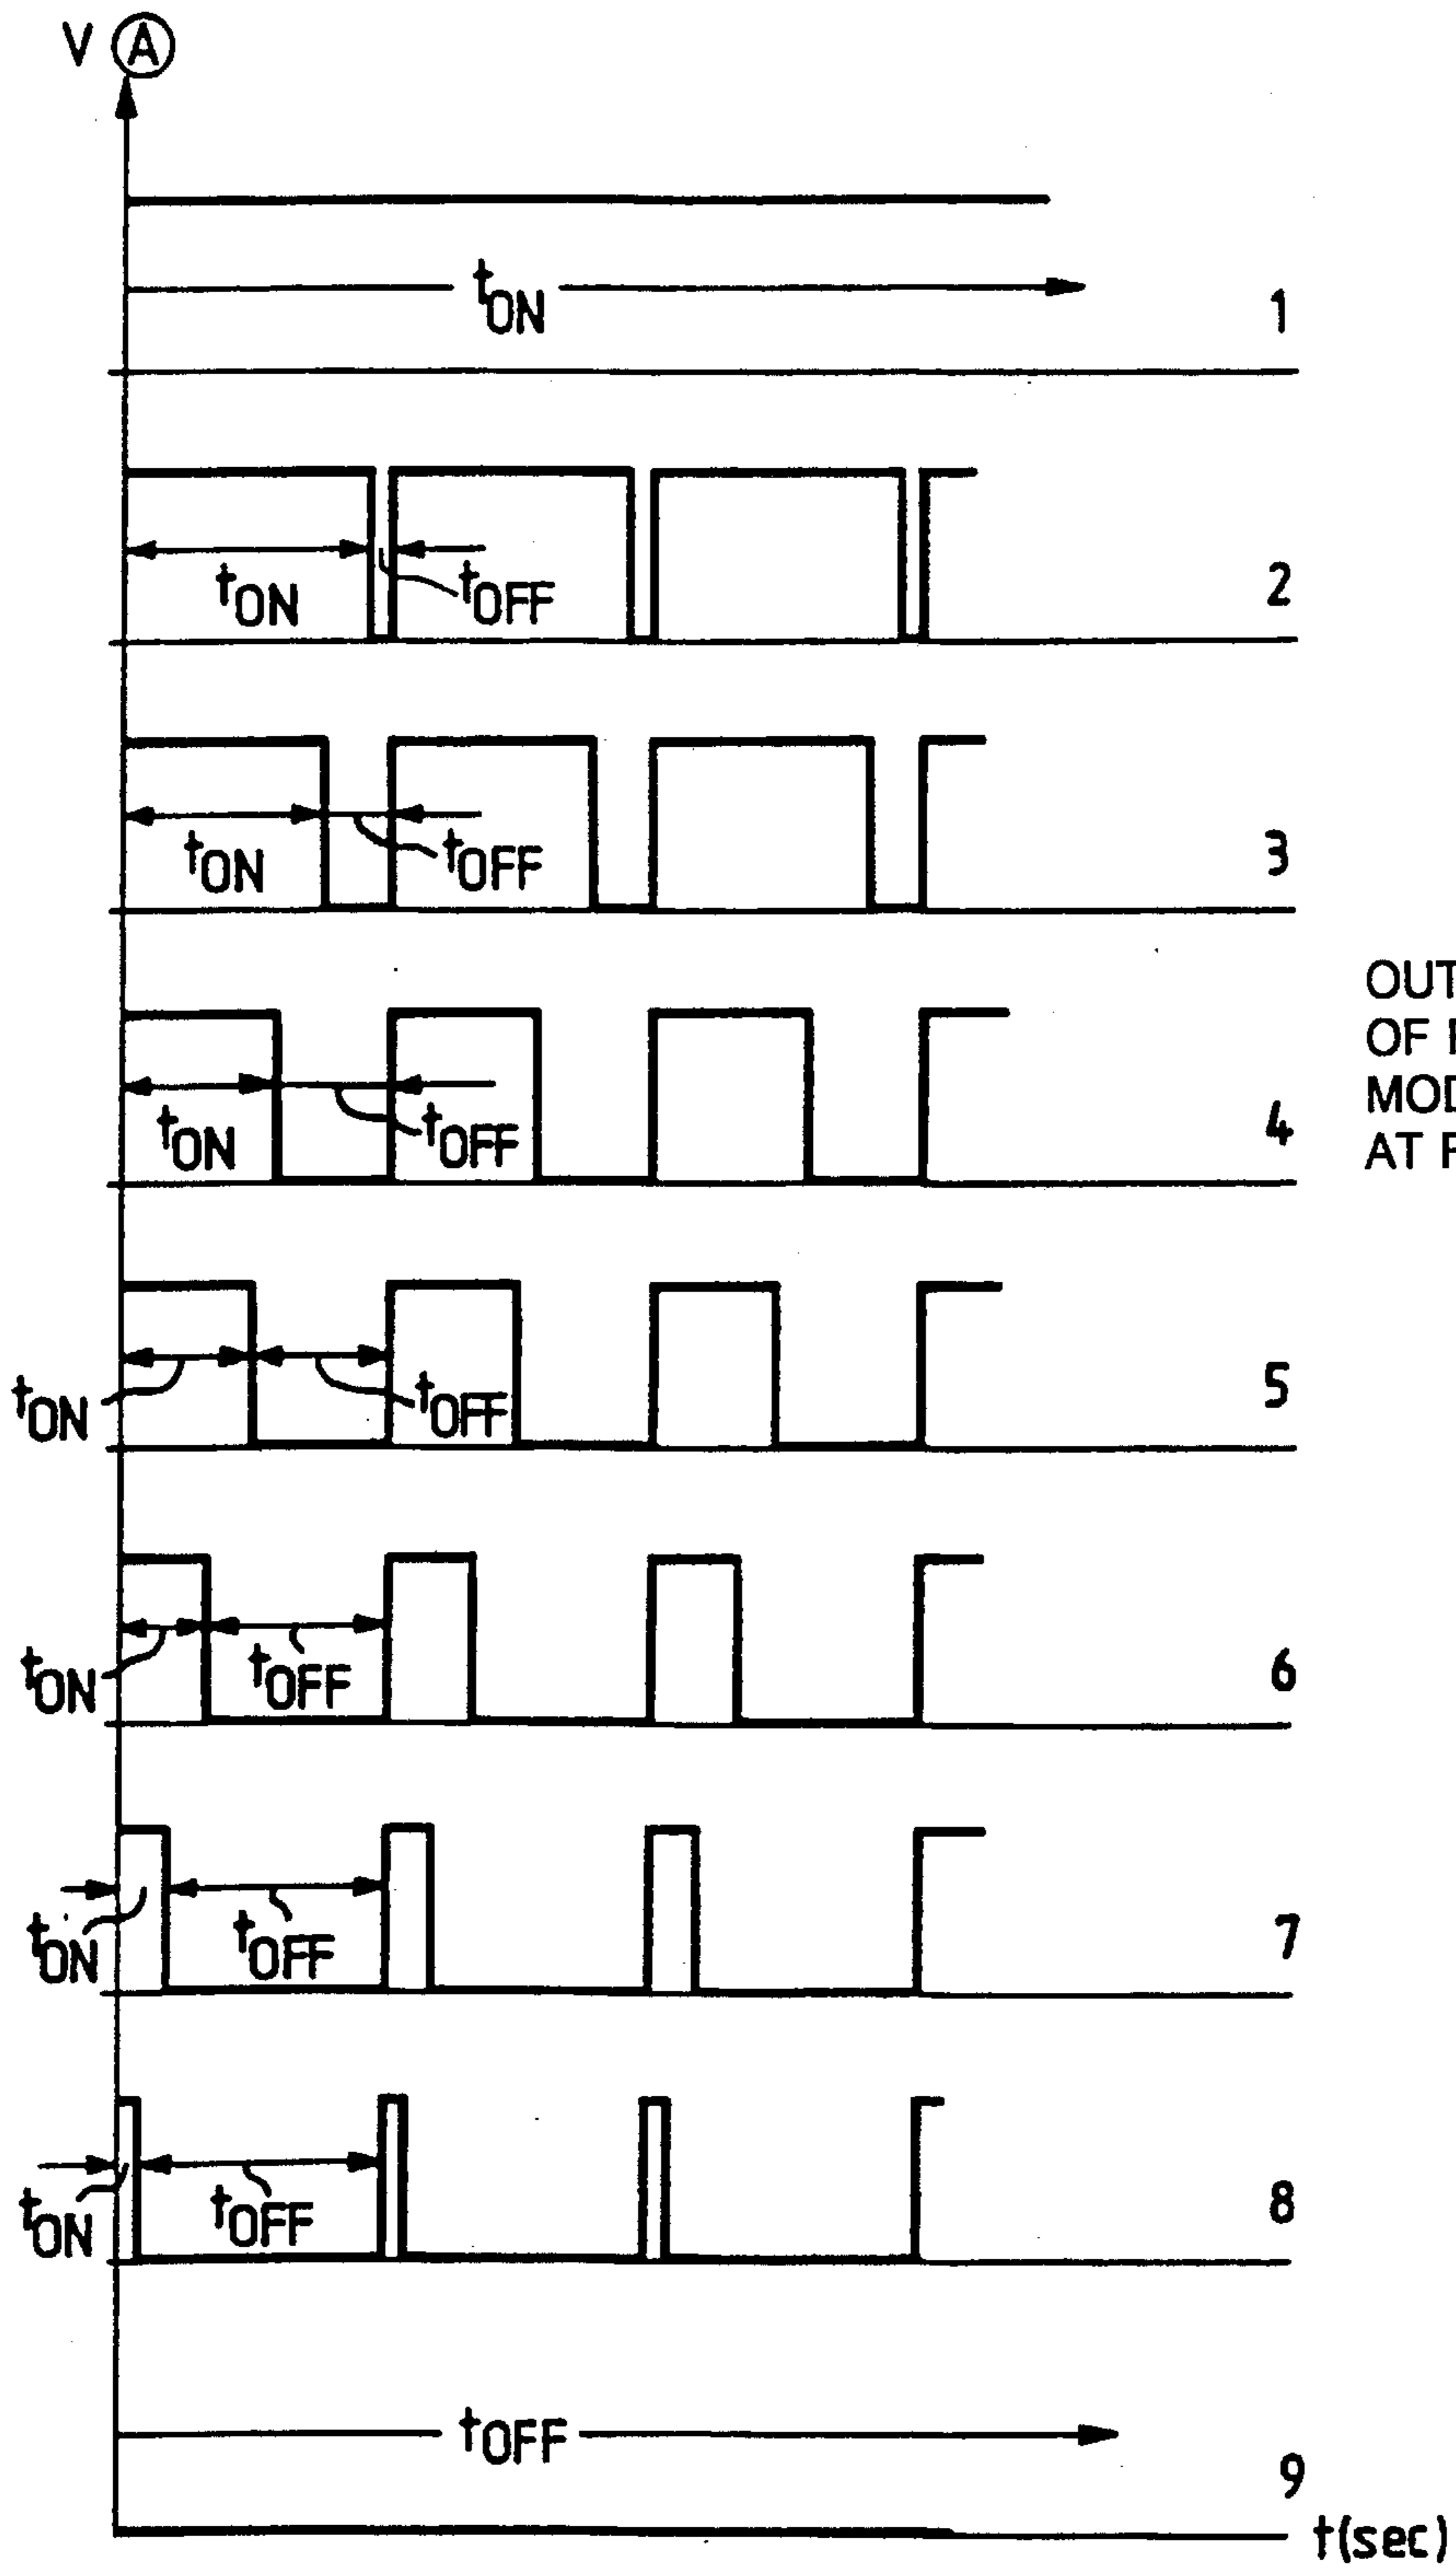 V Ⓐ
tON
1
tON tOFF
2
tON tOFF
3
OUT
OF
MOD
AT
tON tOFF
4
tON tOFF
5
tON tOFF
6
tON tOFF
7
tON tOFF
8
tOFF
9
t(sec)